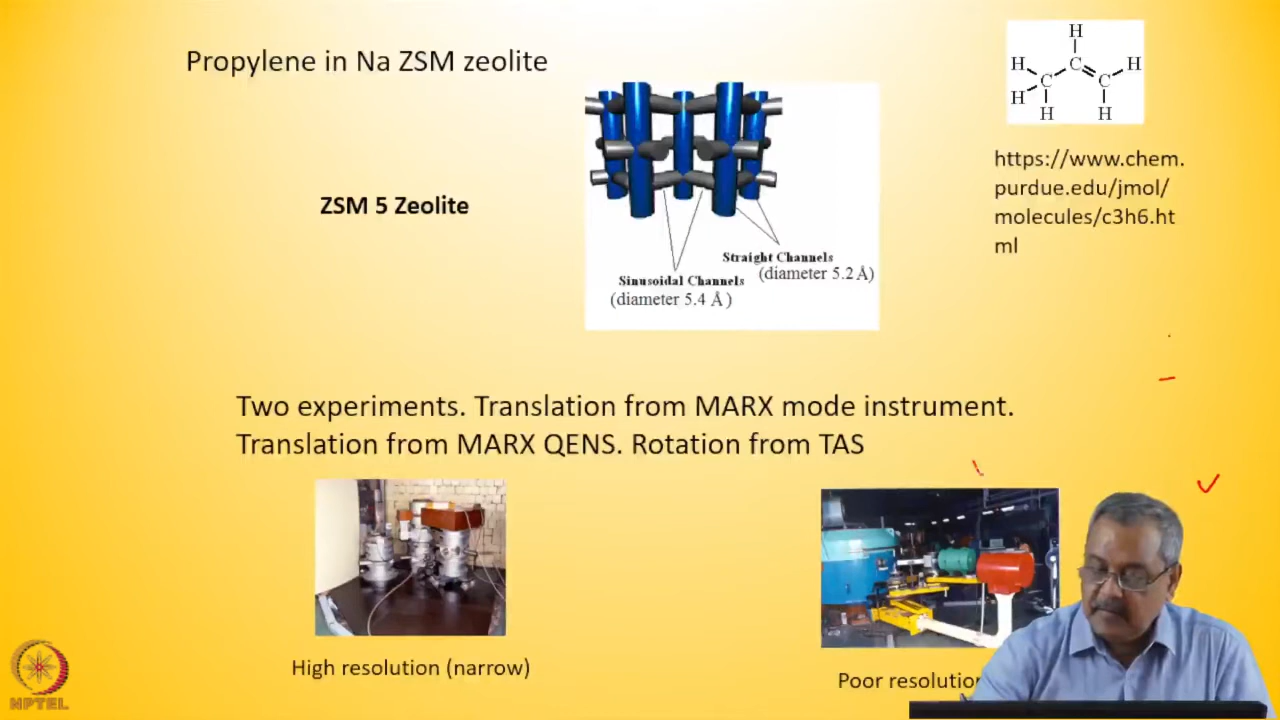 Propylene in Na ZSM zeolite
H
H
C
H
C
H
H
H
C
https://www.chem.
purdue.edu/jmol/
molecules/c3h6.ht
ml
ZSM 5 Zeolite
Straight Channels
(diameter 5.2 Å)
Sinusoidal Channels
(diameter 5.4 Å)
Two experiments. Translation from MARX mode instrument.
Translation from MARX QENS. Rotation from TAS
High resolution (narrow)
Poor resolution
NPTEL